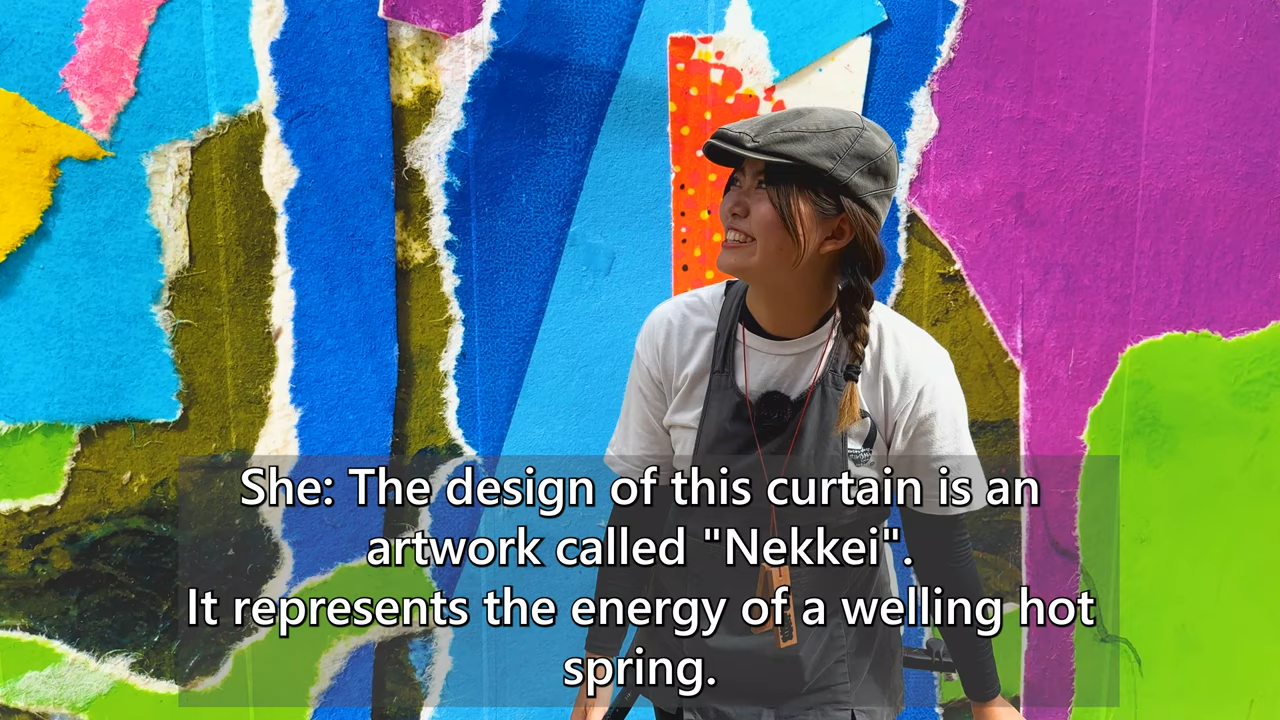 She: The design of this curtain is an
artwork called "Nekkei".
It represents the energy of a welling hot
spring.